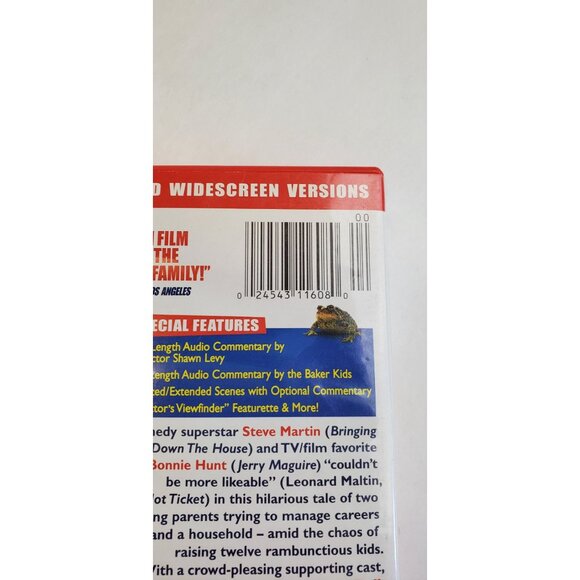 D WIDESCREEN VERSIONS
00
FILM
THE
FAMILY!"
OS ANGELES
0 24543 11608 0
ECIAL FEATURES
Length Audio Commentary by
ctor Shawn Levy
Length Audio Commentary by the Baker Kids
ted/Extended Scenes with Optional Commentary
ctor's Viewfinder" Featurette & More!
medy superstar Steve Martin (Bringing
Down The House) and TV/film favorite
Bonnie Hunt (Jerry Maguire) "couldn't
be more likeable" (Leonard Maltin,
Hot Ticket) in this hilarious tale of two
ng parents trying to manage careers
and a household – amid the chaos of
raising twelve rambunctious kids.
With a crowd-pleasing supporting cast,